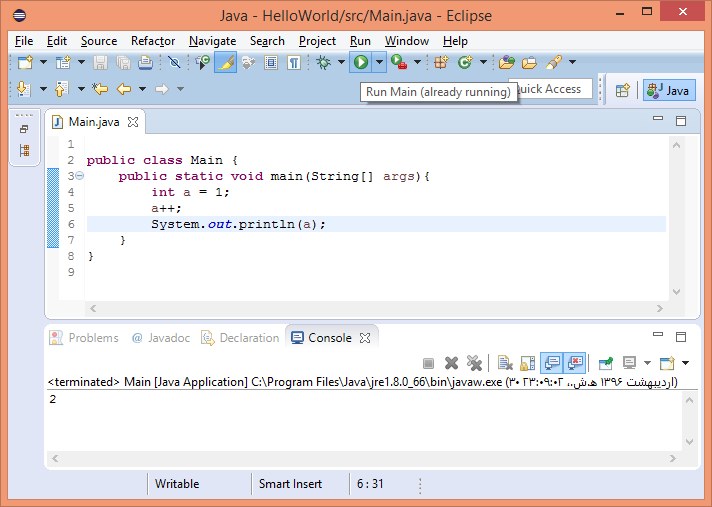 Java - HelloWorld/src/Main.java - Eclipse
File Edit Source Refactor Navigate Search Project Run Window Help
Run Main (already running)
Quick Access
Java
Main.java
1
2 public class Main {
3 public static void main(String[] args){
4 int a = 1;
5 a++;
6 System.out.println(a);
7 }
8 }
9
Problems @ Javadoc Declaration Console
<terminated> Main [Java Application] C:\Program Files\Java\jre1.8.0_66\bin\javaw.exe (۳۰ اردیبهشت ۱۳۹۶ ه‍.ش.،‏ ۲۳:۰۹:۰۲)
2
Writable Smart Insert 6 : 31